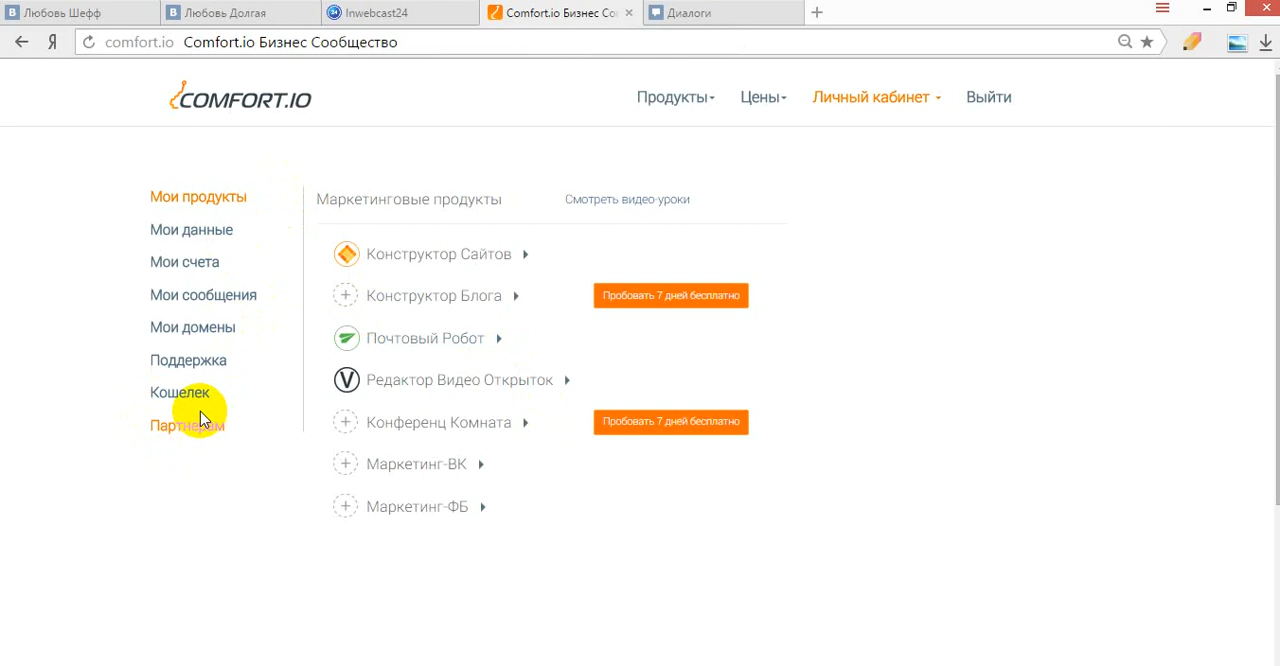 Любовь Шефф
Любовь Долгая
Inwebcast24
Comfort.io Бизнес Со
Диалоги
comfort.io Comfort.io Бизнес Сообщество
COMFORT.IO
Продукты
Цены
Личный кабинет
Выйти
Мои продукты
Мои данные
Мои счета
Мои сообщения
Мои домены
Поддержка
Кошелек
Партнерам
Маркетинговые продукты
Смотреть видео-уроки
Конструктор Сайтов
Конструктор Блога
Пробовать 7 дней бесплатно
Почтовый Робот
Редактор Видео Открыток
Конференц Комната
Пробовать 7 дней бесплатно
Маркетинг-ВК
Маркетинг-ФБ